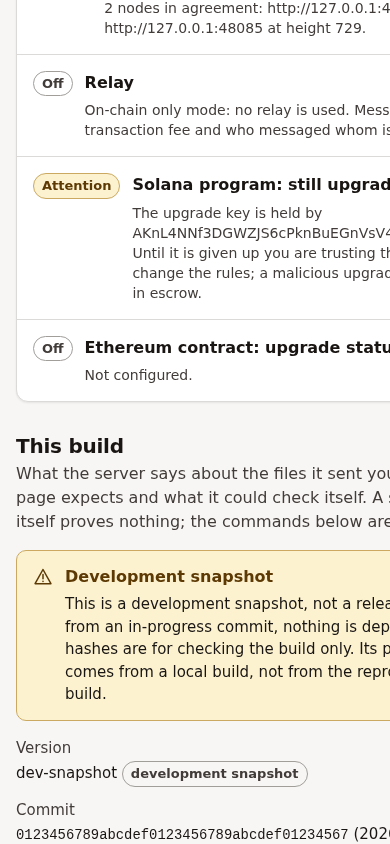 2 nodes in agreement: http://127.0.0.1:4
http://127.0.0.1:48085 at height 729.
Off Relay
On-chain only mode: no relay is used. Mess
transaction fee and who messaged whom is
Attention Solana program: still upgrad
The upgrade key is held by
AKnL4NNf3DGWZJS6cPknBuEGnVsV4
Until it is given up you are trusting th
change the rules; a malicious upgrad
in escrow.
Off Ethereum contract: upgrade statu
Not configured.
This build
What the server says about the files it sent you
page expects and what it could check itself. A s
itself proves nothing; the commands below are
Development snapshot
This is a development snapshot, not a relea
from an in-progress commit, nothing is dep
hashes are for checking the build only. Its p
comes from a local build, not from the repro
build.
Version
dev-snapshot development snapshot
Commit
0123456789abcdef0123456789abcdef01234567 (202